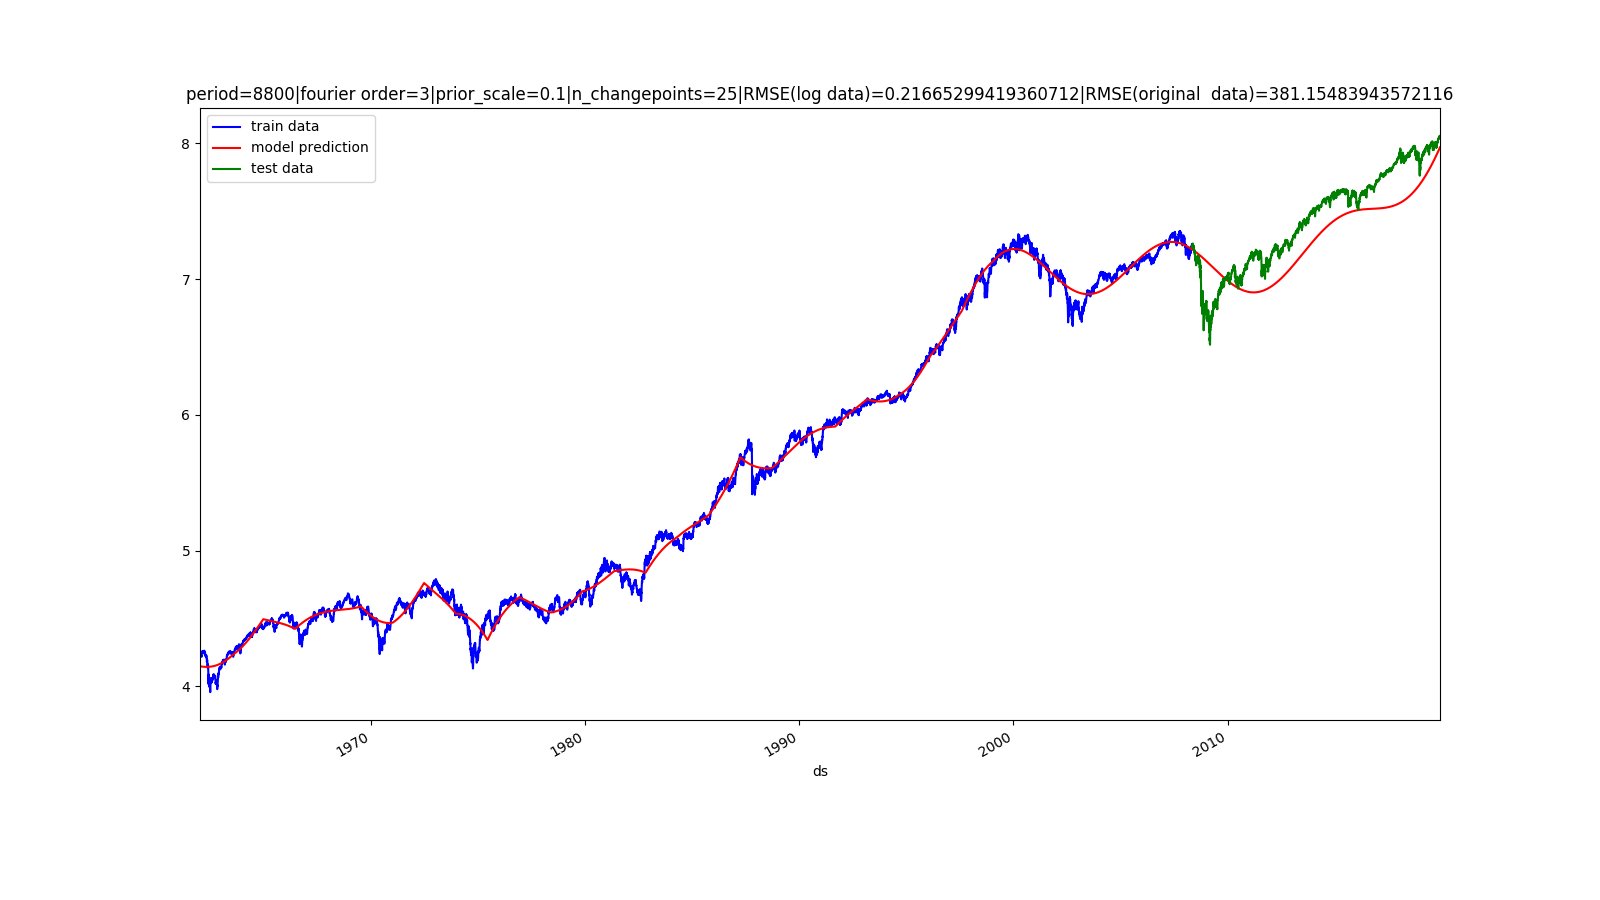 period=8800|fourier order=3|prior_scale=0.1|n_changepoints=25|RMSE(log data)=0.21665299419360712|RMSE(original  data)=381.15483943572116
train data
model prediction
test data
8
7
6
5
4
1970
1980
1990
2000
2010
ds